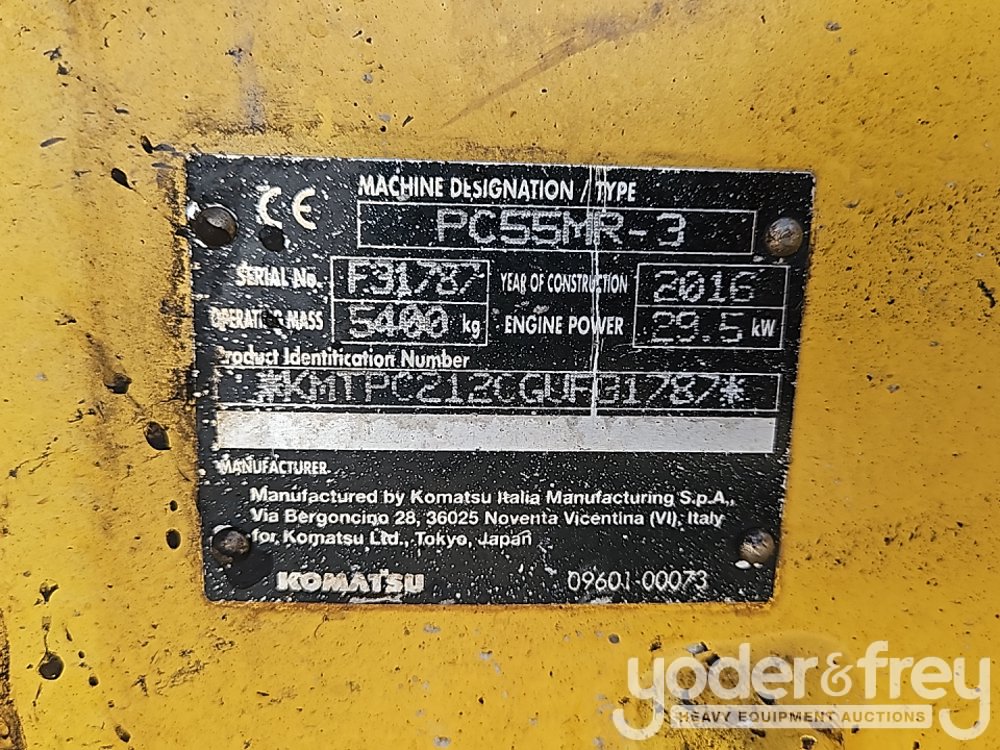 CE
MACHINE DESIGNATION / TYPE
PC55MR-3
SERIAL No. F31787 YEAR OF CONSTRUCTION 2016
OPERATING MASS 5400 kg ENGINE POWER 29.5 kW
Product Identification Number
*KMTPC212CGUF31787*
MANUFACTURER
Manufactured by Komatsu Italia Manufacturing S.p.A.,
Via Bergoncino 28, 36025 Noventa Vicentina (VI), Italy
for Komatsu Ltd., Tokyo, Japan
KOMATSU 09601-00073
yoder&frey
HEAVY EQUIPMENT AUCTIONS